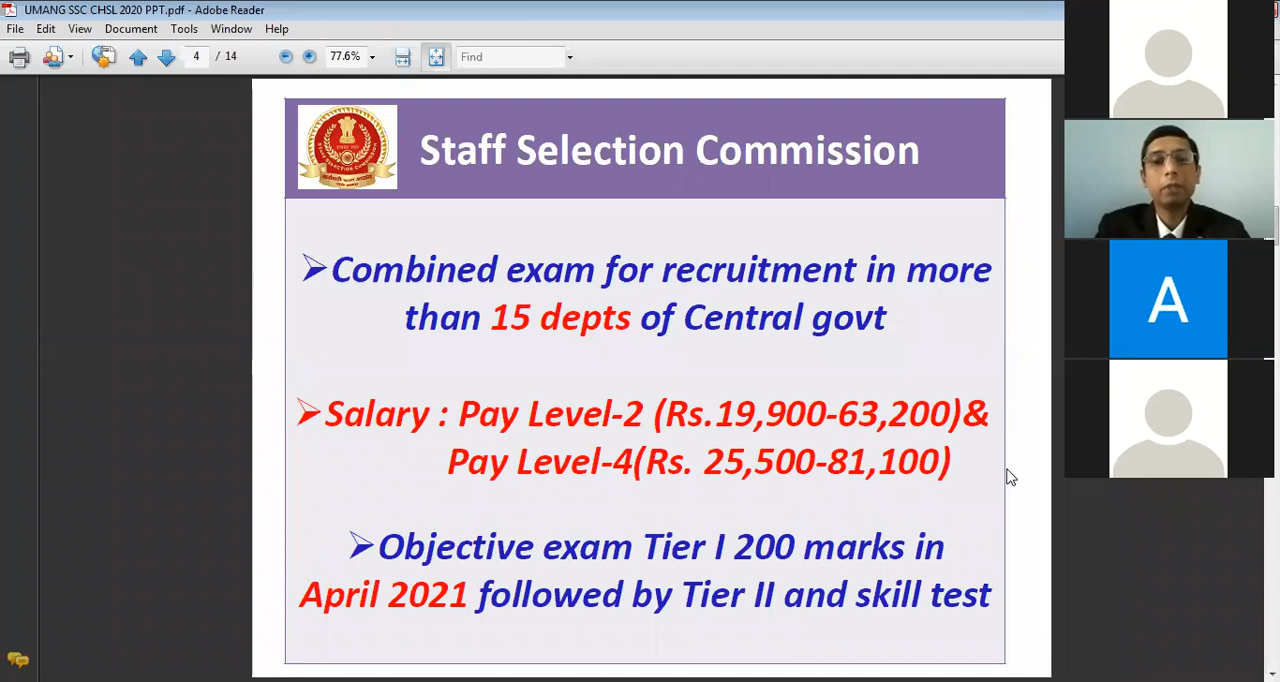 UMANG SSC CHSL 2020 PPT.pdf - Adobe Reader
File Edit View Document Tools Window Help
4 / 14 77.6% Find
Staff Selection Commission
➢Combined exam for recruitment in more
than 15 depts of Central govt
➢Salary : Pay Level-2 (Rs.19,900-63,200)&
Pay Level-4(Rs. 25,500-81,100)
➢Objective exam Tier I 200 marks in
April 2021 followed by Tier II and skill test
A